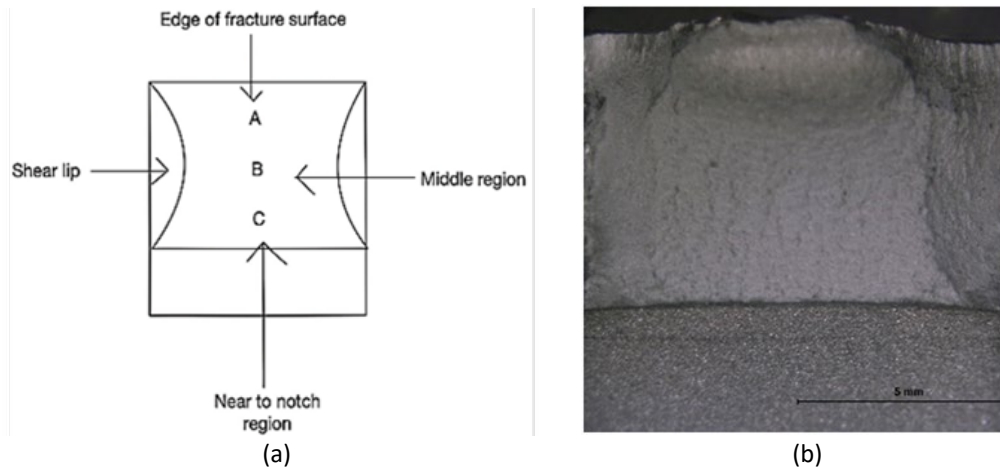 Edge of fracture surface
A
Shear lip
B
Middle region
C
Near to notch
region
5 mm
(a)
(b)